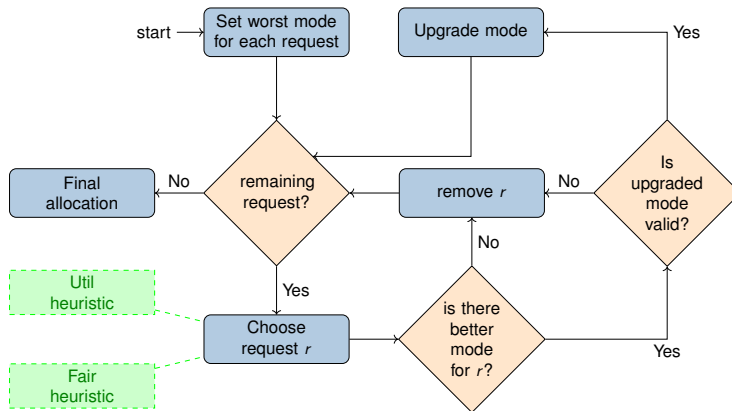 start
Set worst mode
for each request
Upgrade mode
Yes
Final
allocation
No
remaining
request?
remove r
No
Is
upgraded
mode
valid?
No
Util
heuristic
Yes
Choose
request r
is there
better
mode
for r?
Yes
Fair
heuristic